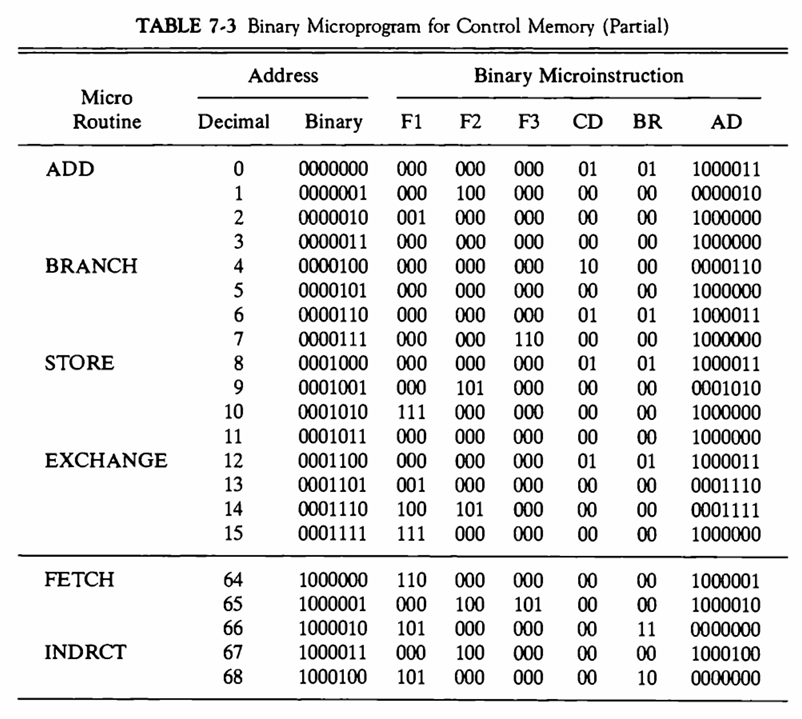 TABLE 7-3 Binary Microprogram for Control Memory (Partial)
Address Binary Microinstruction
Micro
Routine Decimal Binary F1 F2 F3 CD BR AD
ADD 0 0000000 000 000 000 01 01 1000011
1 0000001 000 100 000 00 00 0000010
2 0000010 001 000 000 00 00 1000000
3 0000011 000 000 000 00 00 1000000
BRANCH 4 0000100 000 000 000 10 00 0000110
5 0000101 000 000 000 00 00 1000000
6 0000110 000 000 000 01 01 1000011
7 0000111 000 000 110 00 00 1000000
STORE 8 0001000 000 000 000 01 01 1000011
9 0001001 000 101 000 00 00 0001010
10 0001010 111 000 000 00 00 1000000
11 0001011 000 000 000 00 00 1000000
EXCHANGE 12 0001100 000 000 000 01 01 1000011
13 0001101 001 000 000 00 00 0001110
14 0001110 100 101 000 00 00 0001111
15 0001111 111 000 000 00 00 1000000
FETCH 64 1000000 110 000 000 00 00 1000001
65 1000001 000 100 101 00 00 1000010
66 1000010 101 000 000 00 11 0000000
INDRCT 67 1000011 000 100 000 00 00 1000100
68 1000100 101 000 000 00 10 0000000